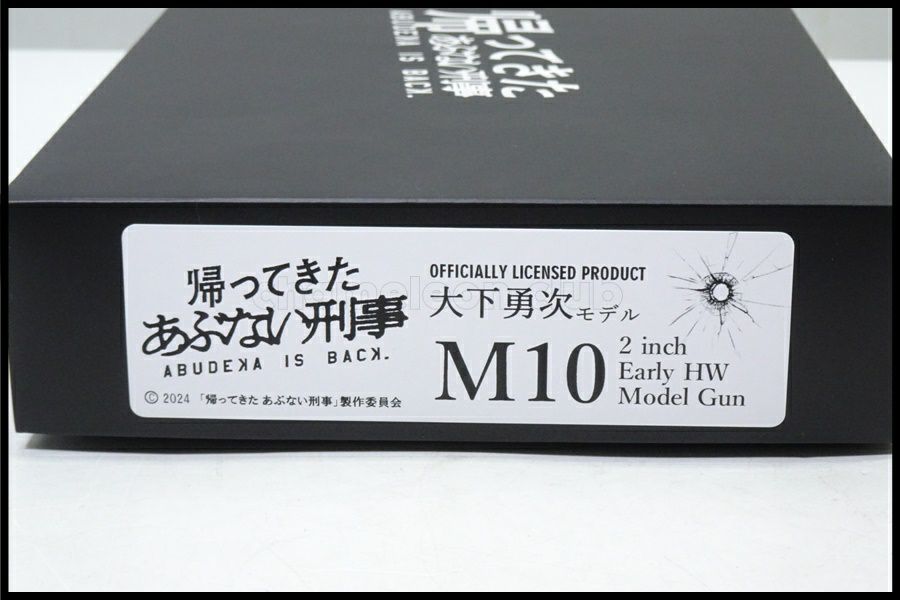 帰ってきた
あぶない刑事
ABUDEKA IS BACK.
帰ってきた
あぶない刑事
ABUDEKA IS BACK.
© 2024 「帰ってきた あぶない刑事」製作委員会
OFFICIALLY LICENSED PRODUCT
大下勇次モデル
M10
2 inch
Early HW
Model Gun
chameleon club